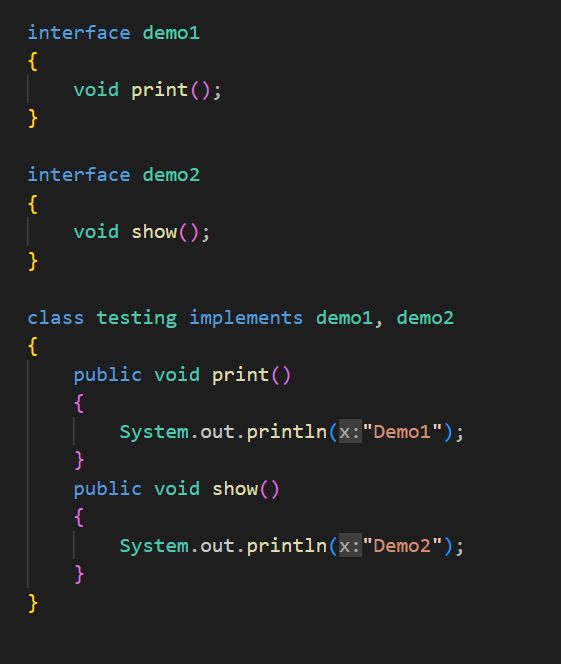 interface demo1
{
    void print();
}

interface demo2
{
    void show();
}

class testing implements demo1, demo2
{
    public void print()
    {
        System.out.println(x:"Demo1");
    }
    public void show()
    {
        System.out.println(x:"Demo2");
    }
}